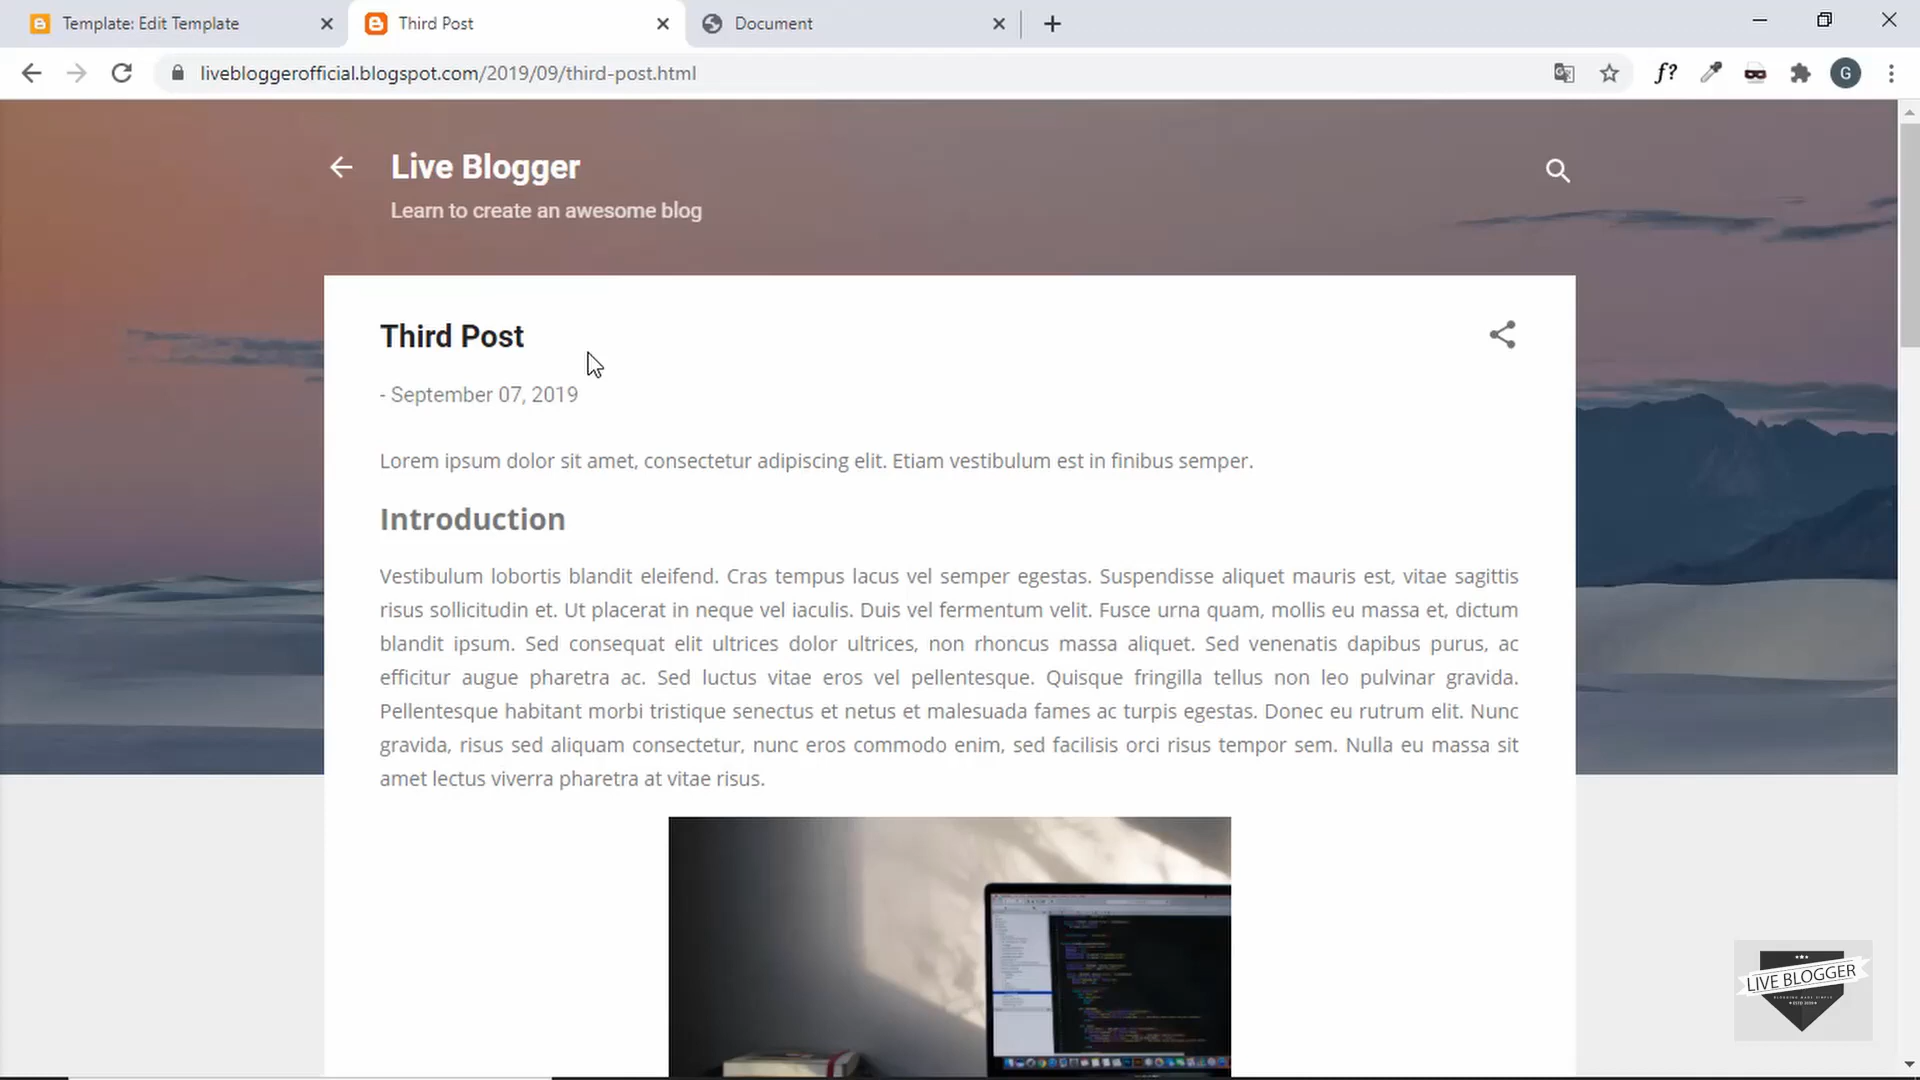 Template: Edit Template
Third Post
Document
livebloggerofficial.blogspot.com/2019/09/third-post.html
f?
G
Live Blogger
Learn to create an awesome blog
Third Post
- September 07, 2019
Lorem ipsum dolor sit amet, consectetur adipiscing elit. Etiam vestibulum est in finibus semper.
Introduction
Vestibulum lobortis blandit eleifend. Cras tempus lacus vel semper egestas. Suspendisse aliquet mauris est, vitae sagittis
risus sollicitudin et. Ut placerat in neque vel iaculis. Duis vel fermentum velit. Fusce urna quam, mollis eu massa et, dictum
blandit ipsum. Sed consequat elit ultrices dolor ultrices, non rhoncus massa aliquet. Sed venenatis dapibus purus, ac
efficitur augue pharetra ac. Sed luctus vitae eros vel pellentesque. Quisque fringilla tellus non leo pulvinar gravida.
Pellentesque habitant morbi tristique senectus et netus et malesuada fames ac turpis egestas. Donec eu rutrum elit. Nunc
gravida, risus sed aliquam consectetur, nunc eros commodo enim, sed facilisis orci risus tempor sem. Nulla eu massa sit
amet lectus viverra pharetra at vitae risus.
LIVE BLOGGER